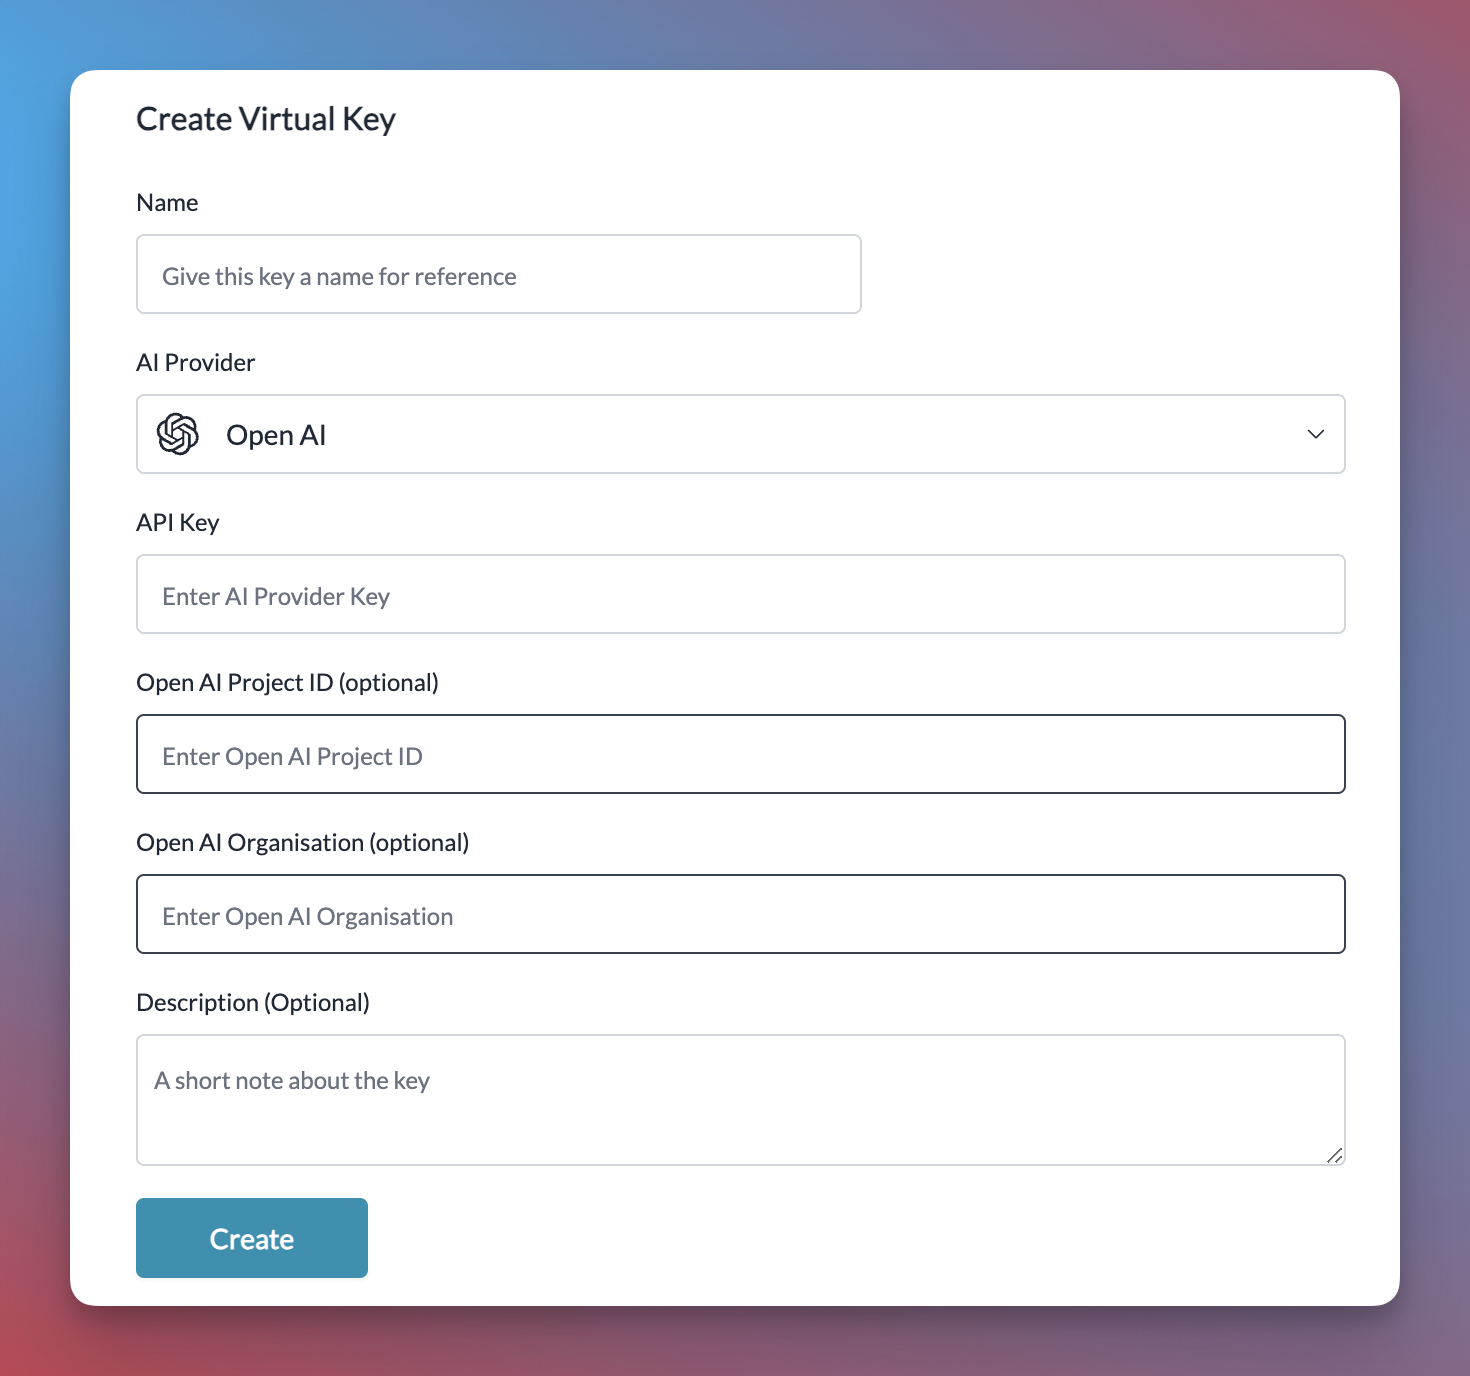 Create Virtual Key
Name
Give this key a name for reference
AI Provider
Open AI
API Key
Enter AI Provider Key
Open AI Project ID (optional)
Enter Open AI Project ID
Open AI Organisation (optional)
Enter Open AI Organisation
Description (Optional)
A short note about the key
Create